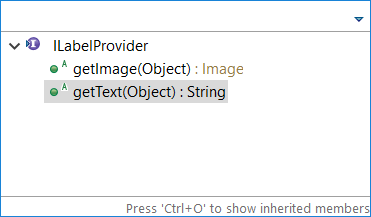 ILabelProvider
A getImage(Object) : Image
A getText(Object) : String
Press 'Ctrl+O' to show inherited members